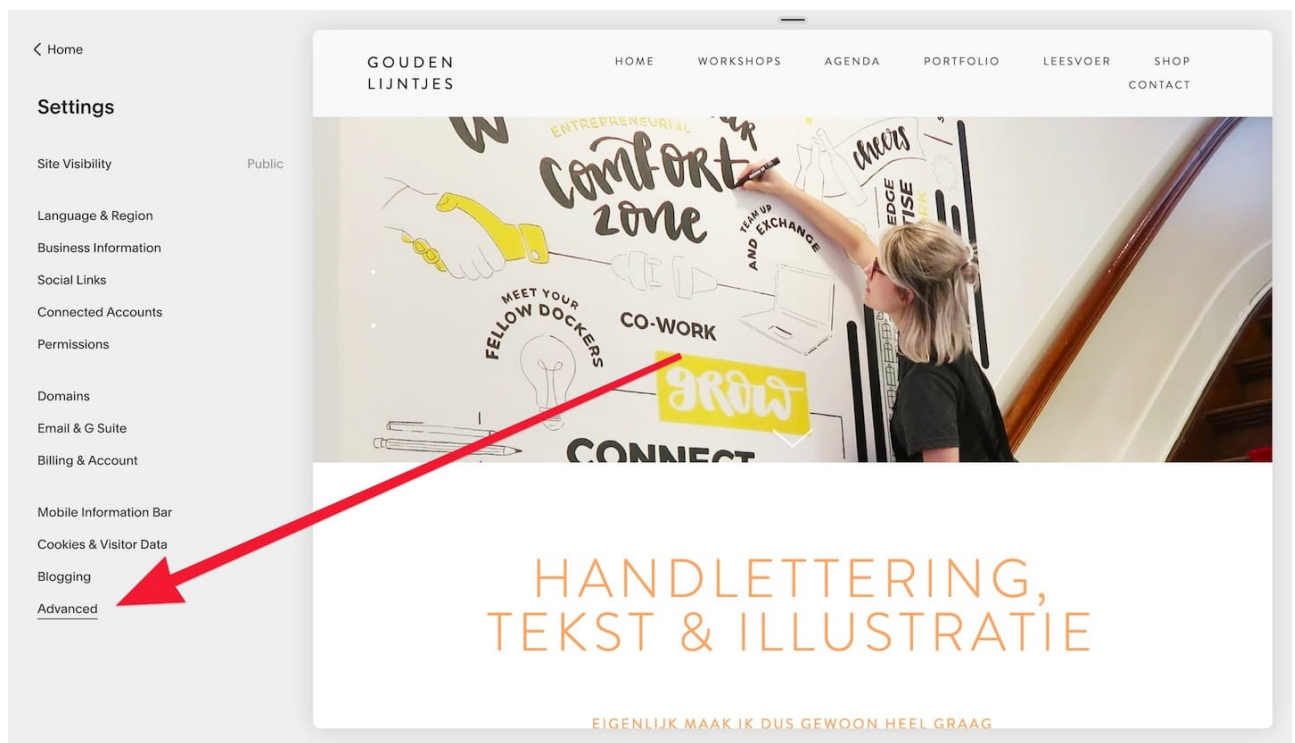 Home
Settings
Site Visibility Public
Language & Region
Business Information
Social Links
Connected Accounts
Permissions
Domains
Email & G Suite
Billing & Account
Mobile Information Bar
Cookies & Visitor Data
Blogging
Advanced
GOUDEN
LIJNTJES
HOME WORKSHOPS AGENDA PORTFOLIO LEESVOER SHOP
CONTACT
ENTREPRENEURIAL
comfort
zone
cheers
TEAM UP
AND EXCHANGE
MEET YOUR
FELLOW DOCKERS
CO-WORK
grow
CONNECT
HANDLETTERING,
TEKST & ILLUSTRATIE
EIGENLIJK MAAK IK DUS GEWOON HEEL GRAAG